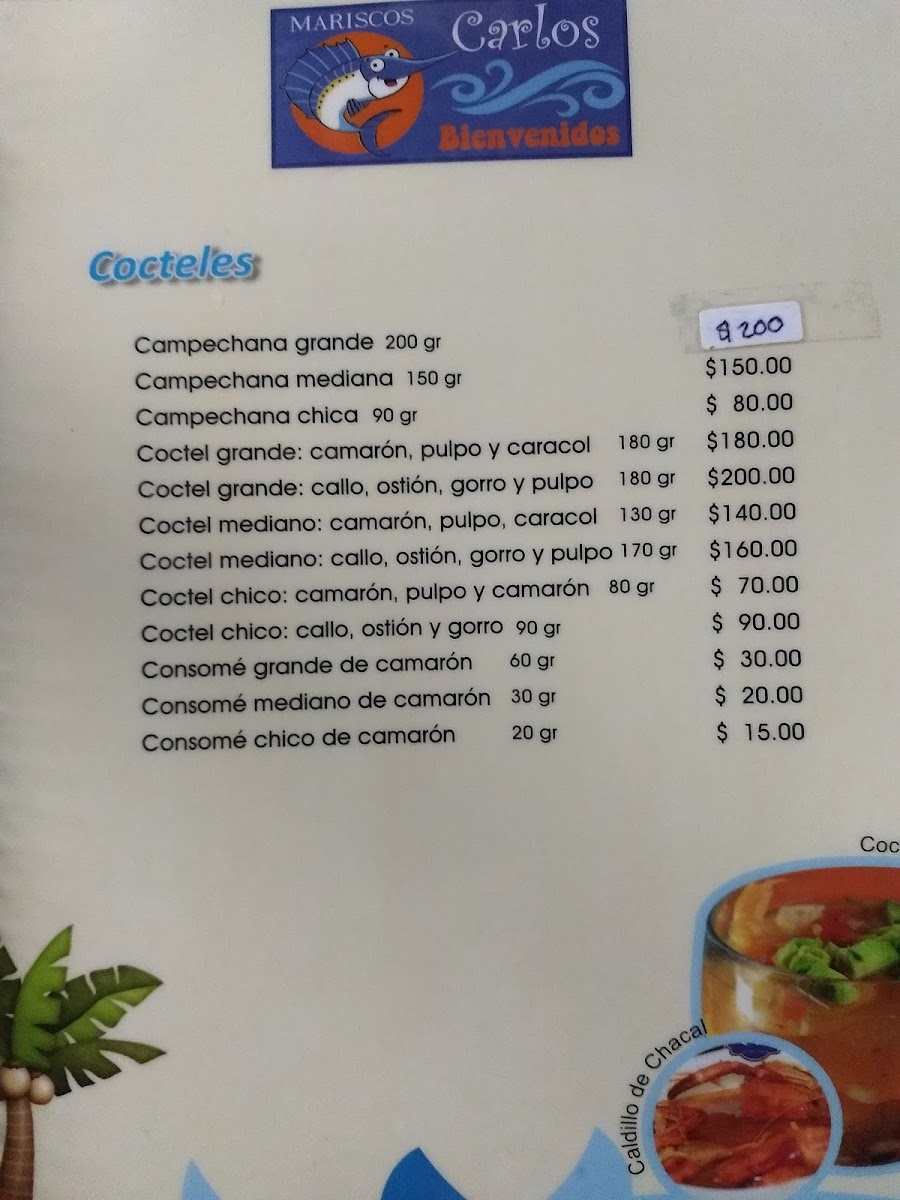 MARISCOS
Carlos
Bienvenidos
Cocteles
Campechana grande 200 gr $200
Campechana mediana 150 gr $150.00
Campechana chica 90 gr $ 80.00
Coctel grande: camarón, pulpo y caracol 180 gr $180.00
Coctel grande: callo, ostión, gorro y pulpo 180 gr $200.00
Coctel mediano: camarón, pulpo, caracol 130 gr $140.00
Coctel mediano: callo, ostión, gorro y pulpo 170 gr $160.00
Coctel chico: camarón, pulpo y camarón 80 gr $ 70.00
Coctel chico: callo, ostión y gorro 90 gr $ 90.00
Consomé grande de camarón 60 gr $ 30.00
Consomé mediano de camarón 30 gr $ 20.00
Consomé chico de camarón 20 gr $ 15.00
Coc
Caldillo de Chacal